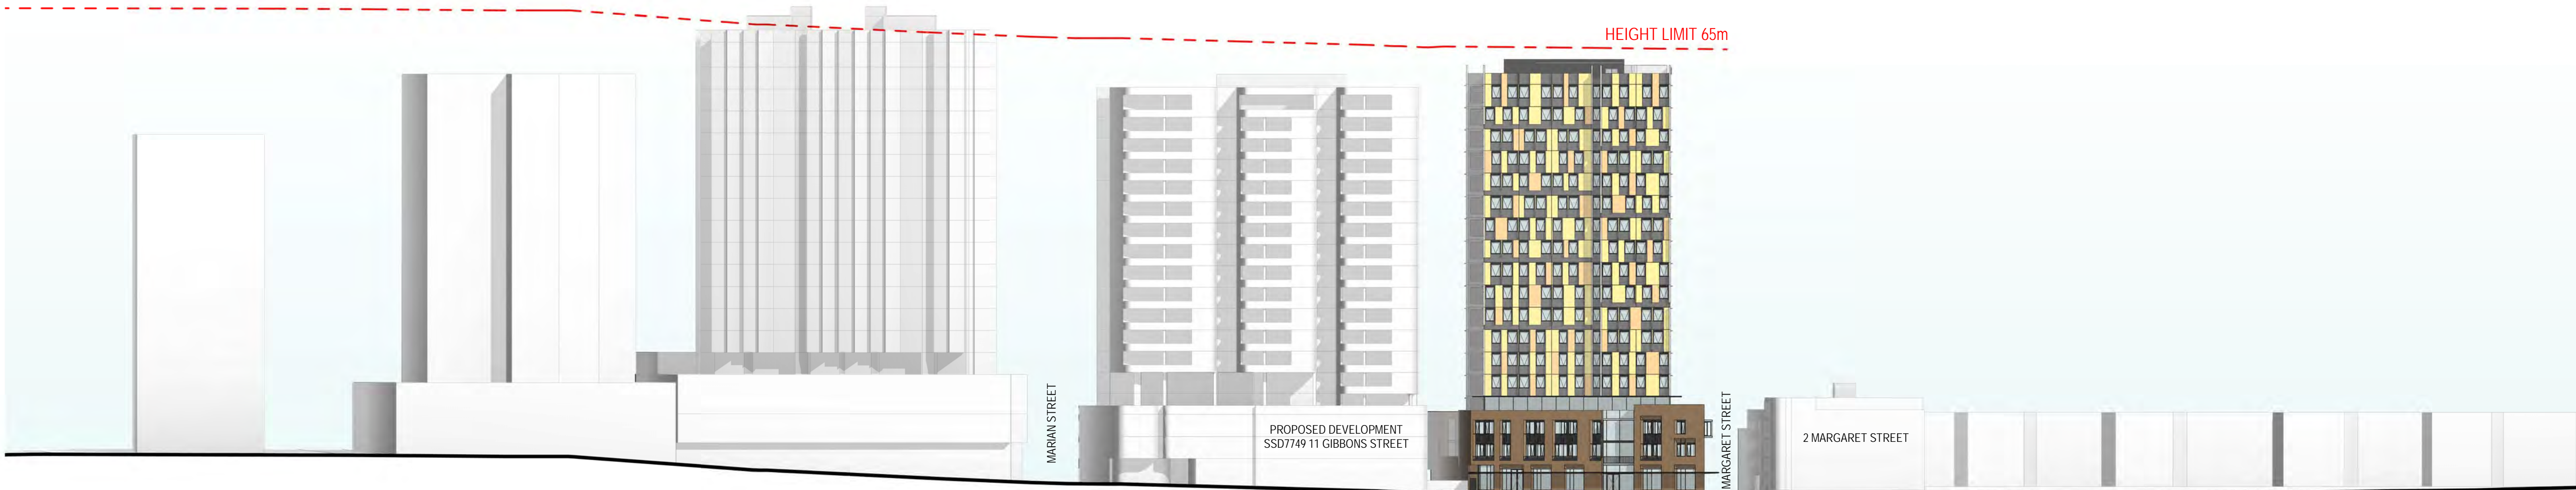 HEIGHT LIMIT 65m
MARIAN STREET
PROPOSED DEVELOPMENT
SSD7749 11 GIBBONS STREET
MARGARET STREET
2 MARGARET STREET